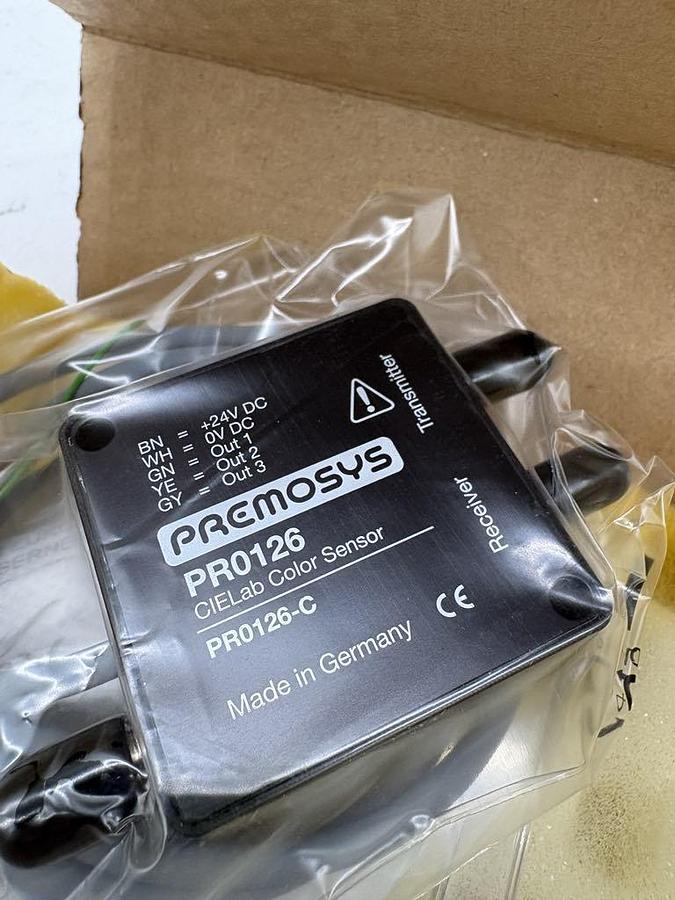 BN = +24V DC
WH = 0V DC
GN = Out 1
YE = Out 2
GY = Out 3
Transmitter
Receiver
PREMOSYS
PR0126
CIELab Color Sensor
PR0126-C
CE
Made in Germany